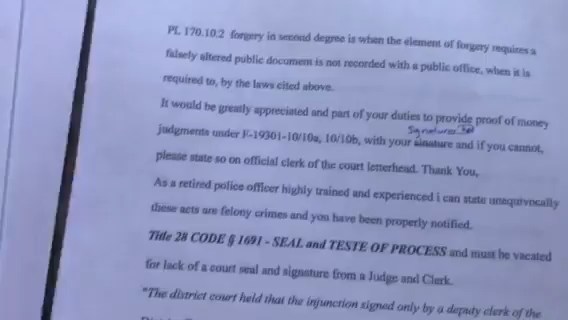 PL 170.10.2 forgery in second degree is when the element of forgery requires a
falsely altered public document is not recorded with a public office, when it is
required to, by the laws cited above.
It would be greatly appreciated and part of your duties to provide proof of money
Signature
judgments under E-19301-10/10a, 10/10b, with your sinature and if you cannot,
please state so on official clerk of the court letterhead. Thank You,
As a retired police officer highly trained and experienced i can state unequivocally
these acts are felony crimes and you have been properly notified.
Title 28 CODE § 1691 - SEAL and TESTE OF PROCESS and must be vacated
for lack of a court seal and signature from a Judge and Clerk.
"The district court held that the injunction signed only by a deputy clerk of the